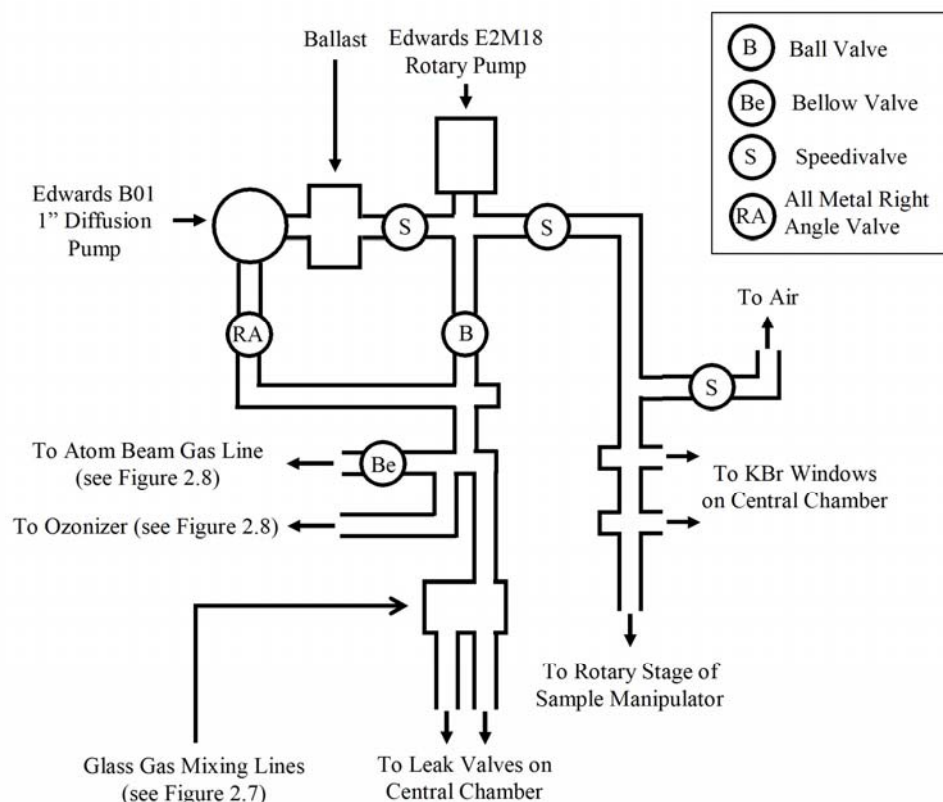 Ballast
Edwards E2M18
Rotary Pump
B
Ball Valve
Be
Bellow Valve
S
Speedivalve
RA
All Metal Right
Angle Valve
Edwards B01
1” Diffusion
Pump
S
S
RA
B
To Air
S
To Atom Beam Gas Line
(see Figure 2.8)
Be
To KBr Windows
on Central Chamber
To Ozonizer (see Figure 2.8)
To Rotary Stage of
Sample Manipulator
Glass Gas Mixing Lines
(see Figure 2.7)
To Leak Valves on
Central Chamber